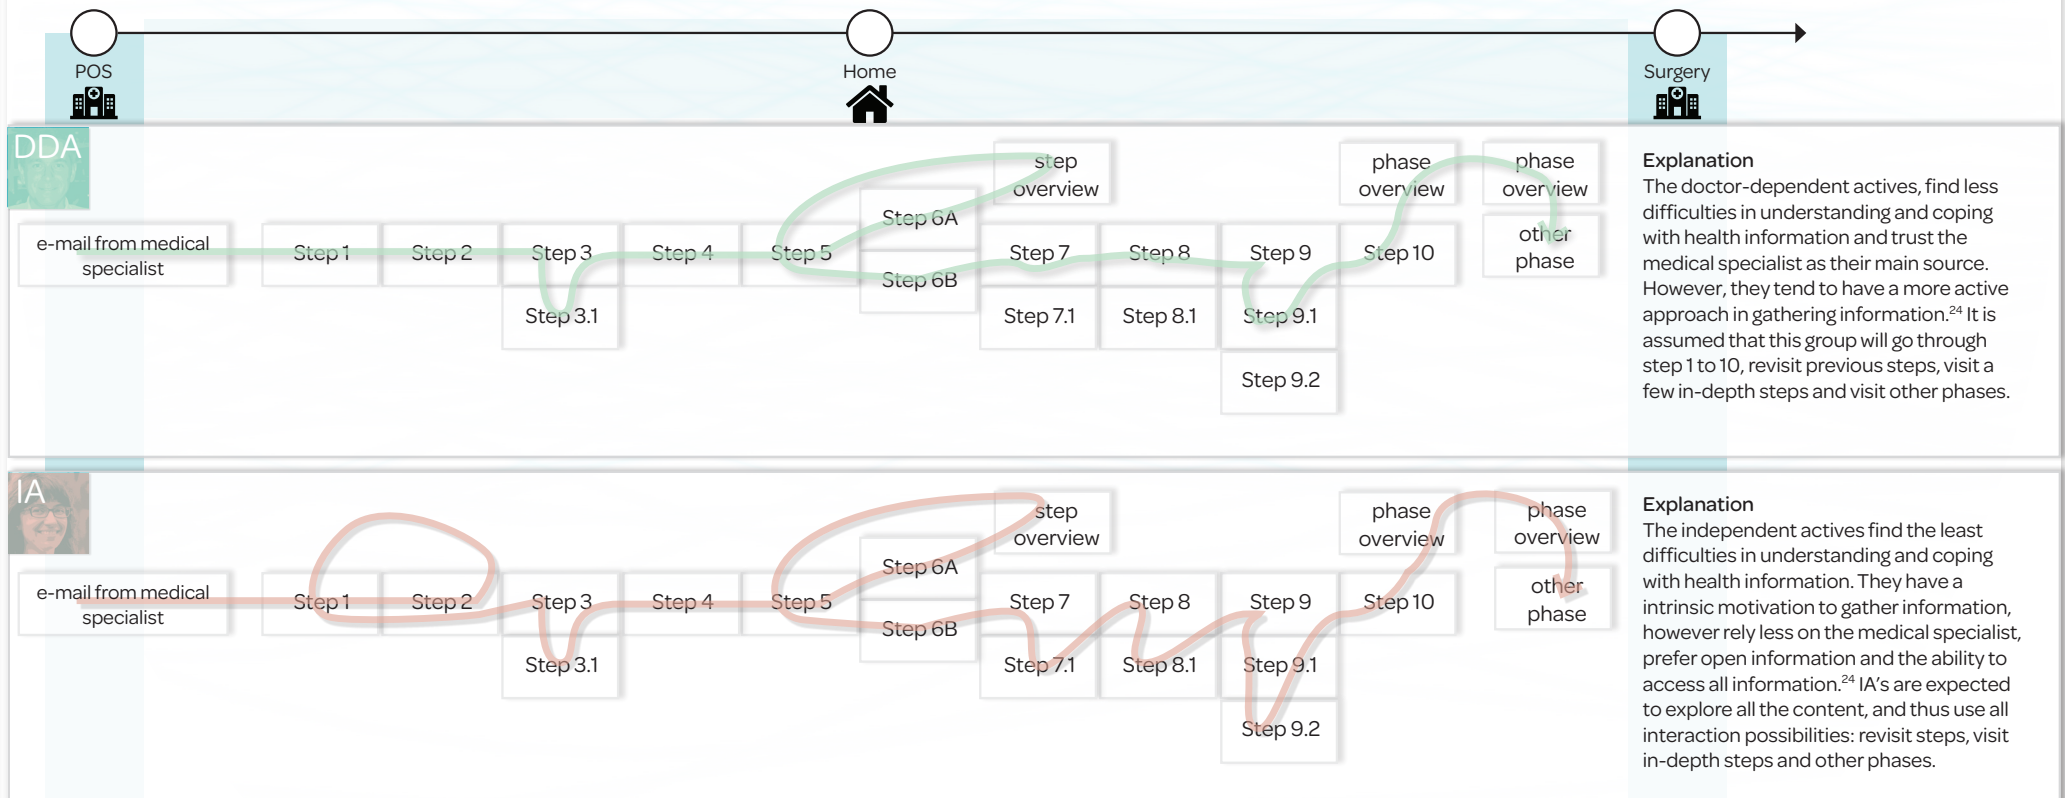 POS
Home
Surgery
DDA
e-mail from medical
specialist
Step 1
Step 2
Step 3
Step 3.1
Step 4
Step 5
Step 6A
Step 6B
step
overview
Step 7
Step 7.1
Step 8
Step 8.1
Step 9
Step 9.1
Step 9.2
phase
overview
Step 10
phase
overview
other
phase
Explanation
The doctor-dependent actives, find less
difficulties in understanding and coping
with health information and trust the
medical specialist as their main source.
However, they tend to have a more active
approach in gathering information.24 It is
assumed that this group will go through
step 1 to 10, revisit previous steps, visit a
few in-depth steps and visit other phases.
IA
e-mail from medical
specialist
Step 1
Step 2
Step 3
Step 3.1
Step 4
Step 5
Step 6A
Step 6B
step
overview
Step 7
Step 7.1
Step 8
Step 8.1
Step 9
Step 9.1
Step 9.2
phase
overview
Step 10
phase
overview
other
phase
Explanation
The independent actives find the least
difficulties in understanding and coping
with health information. They have a
intrinsic motivation to gather information,
however rely less on the medical specialist,
prefer open information and the ability to
access all information.24 IA's are expected
to explore all the content, and thus use all
interaction possibilities: revisit steps, visit
in-depth steps and other phases.